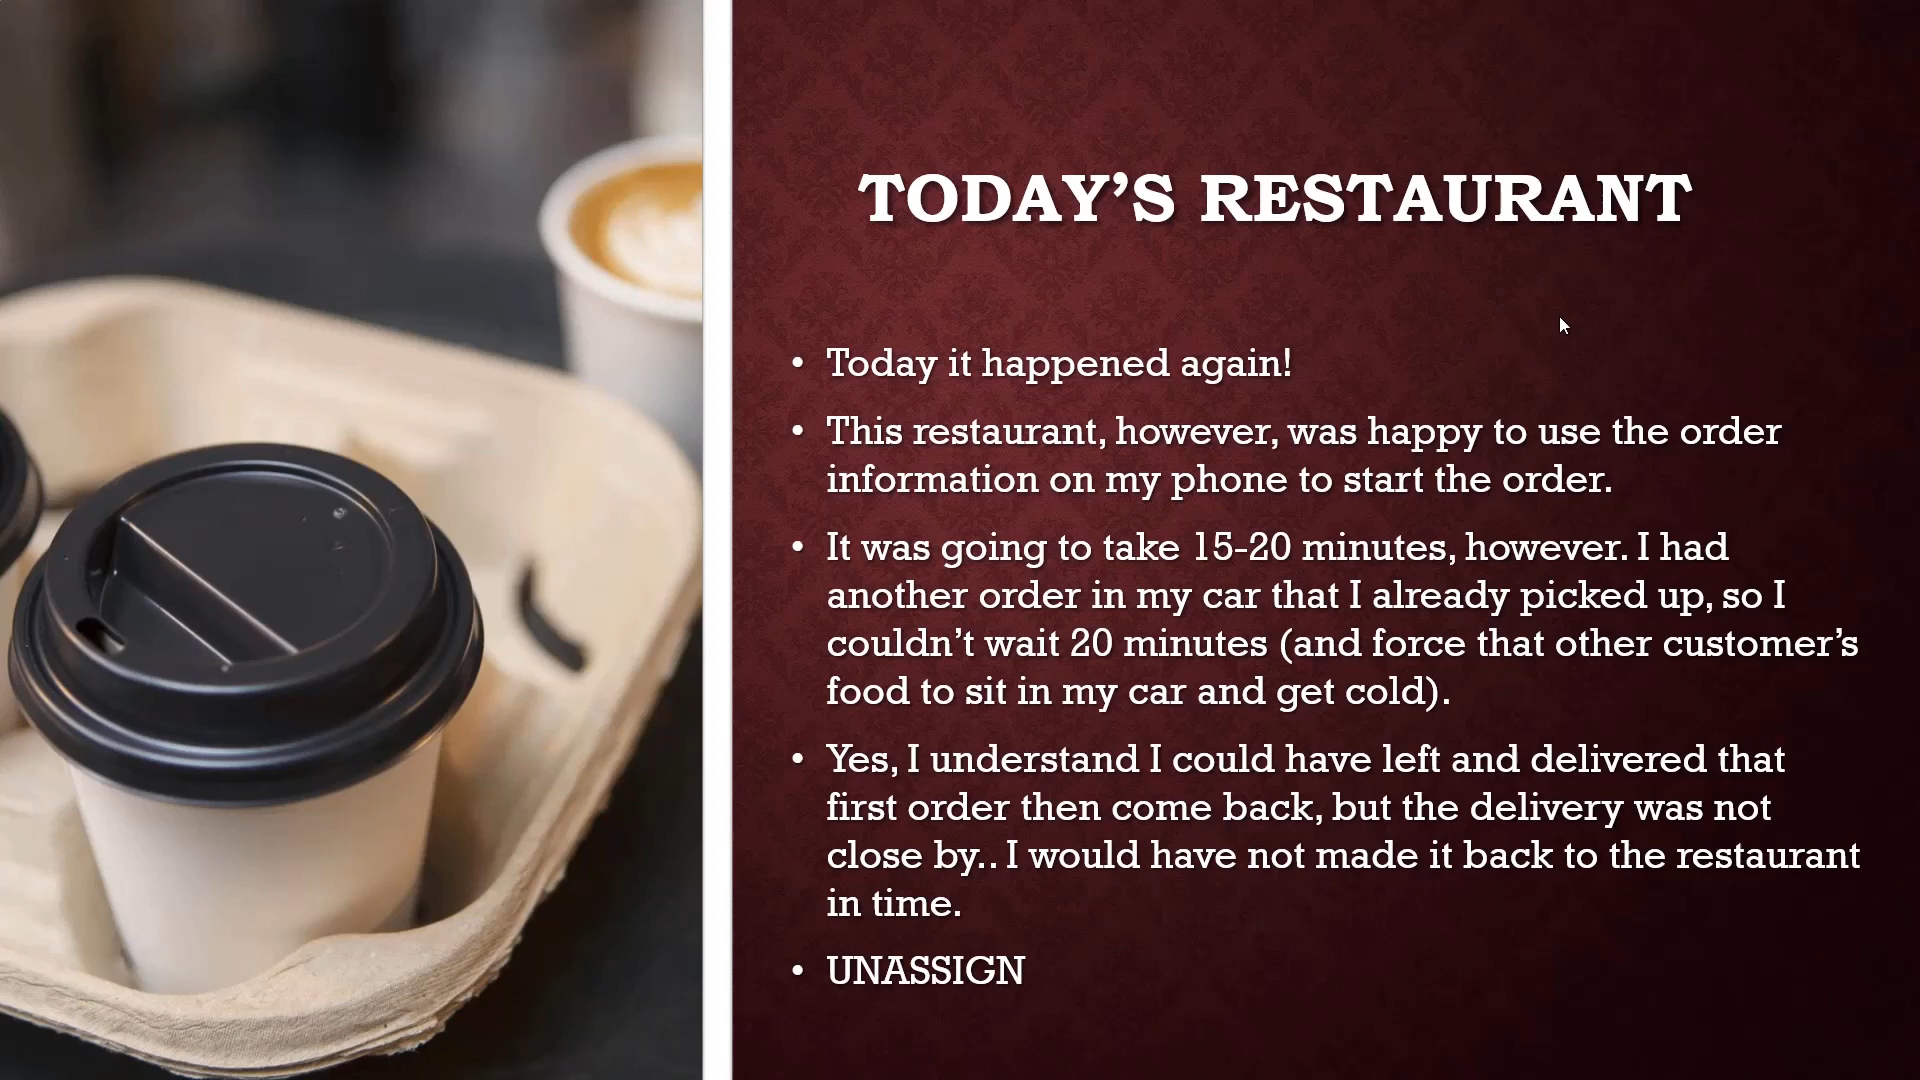 TODAY’S RESTAURANT
• Today it happened again!
• This restaurant, however, was happy to use the order
information on my phone to start the order.
• It was going to take 15-20 minutes, however. I had
another order in my car that I already picked up, so I
couldn’t wait 20 minutes (and force that other customer’s
food to sit in my car and get cold).
• Yes, I understand I could have left and delivered that
first order then come back, but the delivery was not
close by.. I would have not made it back to the restaurant
in time.
• UNASSIGN